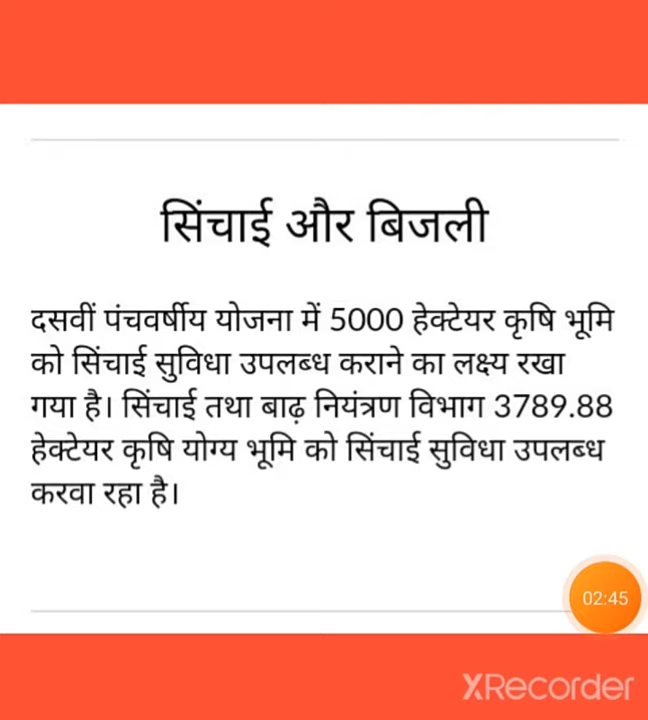 सिंचाई और बिजली
दसवीं पंचवर्षीय योजना में 5000 हेक्टेयर कृषि भूमि
को सिंचाई सुविधा उपलब्ध कराने का लक्ष्य रखा
गया है। सिंचाई तथा बाढ़ नियंत्रण विभाग 3789.88
हेक्टेयर कृषि योग्य भूमि को सिंचाई सुविधा उपलब्ध
करवा रहा है।
02:45
XRecorder